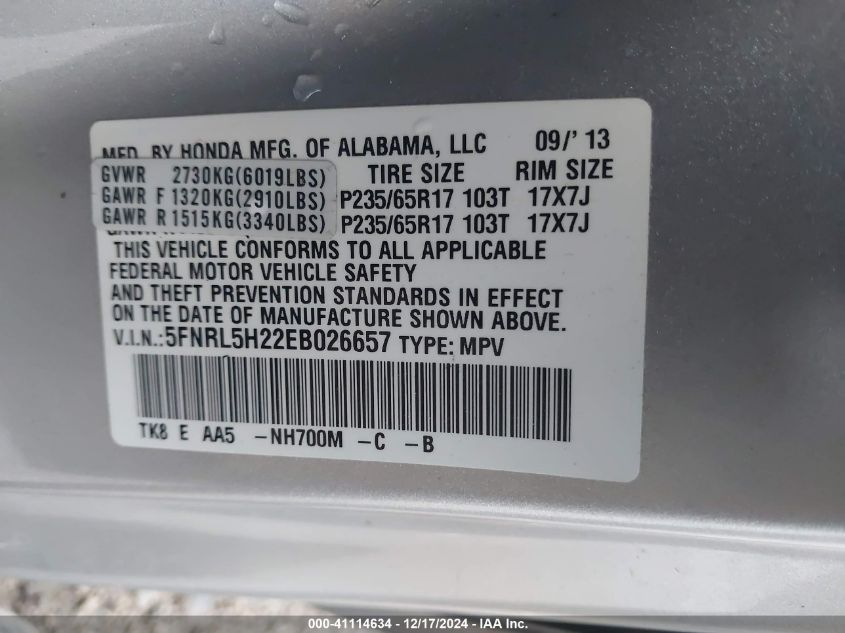 MFD. BY HONDA MFG. OF ALABAMA, LLC 09/' 13
GVWR 2730KG(6019LBS) TIRE SIZE RIM SIZE
GAWR F 1320KG(2910LBS) P235/65R17 103T 17X7J
GAWR R 1515KG(3340LBS) P235/65R17 103T 17X7J
THIS VEHICLE CONFORMS TO ALL APPLICABLE
FEDERAL MOTOR VEHICLE SAFETY
AND THEFT PREVENTION STANDARDS IN EFFECT
ON THE DATE OF MANUFACTURE SHOWN ABOVE.
V.I.N.:5FNRL5H22EB026657 TYPE: MPV
TK8 E AA5 -NH700M -C -B
000-41114634 - 12/17/2024 - IAA Inc.